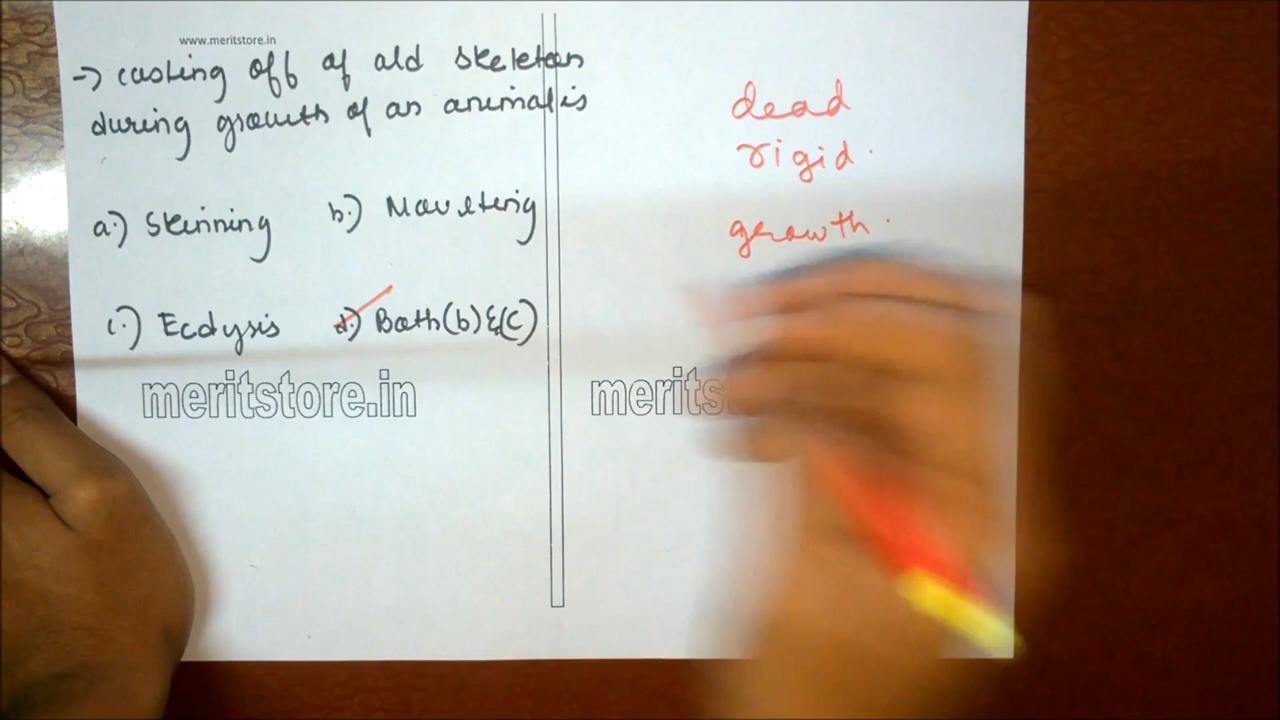 www.meritstore.in
→ casting off of old skeleton
during growth of an animal is
a.) Skinning b.) Moulting
c.) Ecdysis d.) Both (b) & (c)
meritstore.in
dead
rigid.
growth.
merits